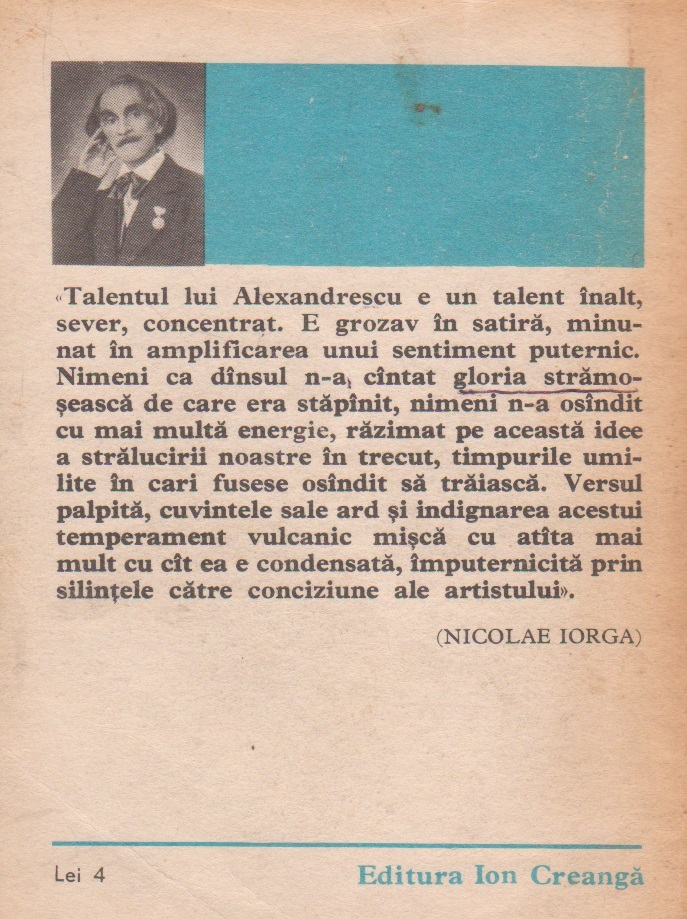 «Talentul lui Alexandrescu e un talent înalt,
sever, concentrat. E grozav în satiră, minu-
nat în amplificarea unui sentiment puternic.
Nimeni ca dînsul n-a cîntat gloria strămo-
șească de care era stăpînit, nimeni n-a osîndit
cu mai multă energie, răzimat pe această idee
a strălucirii noastre în trecut, timpurile umi-
lite în cari fusese osîndit să trăiască. Versul
palpită, cuvintele sale ard și indignarea acestui
temperament vulcanic mișcă cu atîta mai
mult cu cît ea e condensată, împuternicită prin
silințele către conciziune ale artistului».
(NICOLAE IORGA)
Lei 4
Editura Ion Creangă